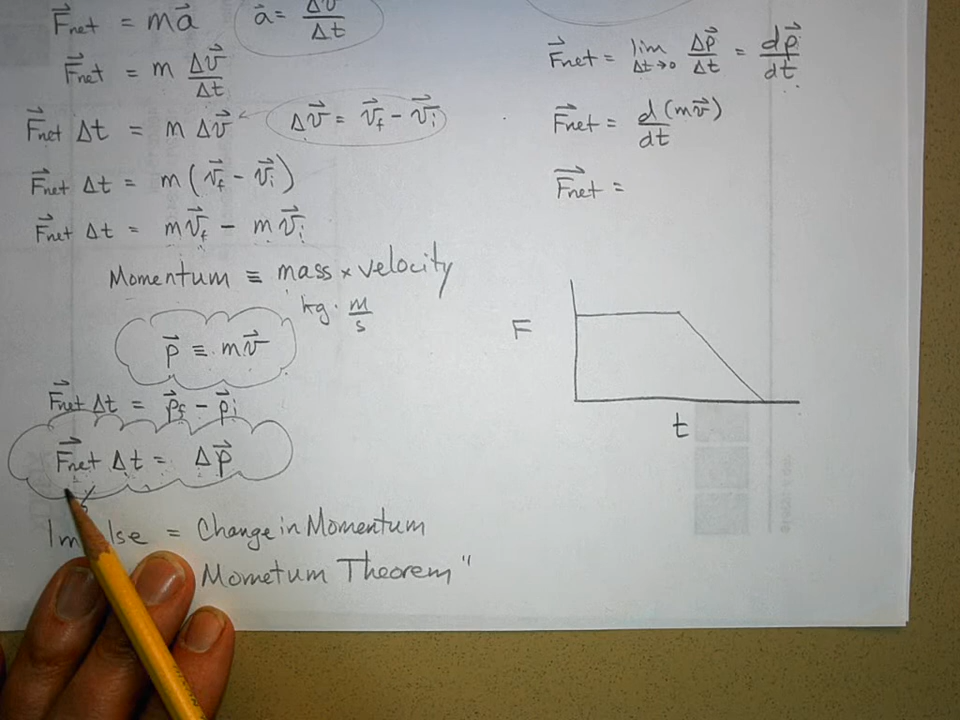 F⃗net = ma⃗
a⃗ = Δv⃗/Δt
F⃗net = m Δv⃗/Δt
F⃗net Δt = m Δv⃗
Δv⃗ = v⃗f - v⃗i
F⃗net Δt = m(v⃗f - v⃗i)
F⃗net Δt = mv⃗f - mv⃗i
Momentum ≡ mass × velocity
kg · m/s
p⃗ ≡ mv⃗
F⃗net Δt = p⃗f - p⃗i
F⃗net Δt = Δp⃗
Impulse = Change in Momentum
Mometum Theorem"
F⃗net = lim Δt→0 Δp⃗/Δt = dp⃗/dt
F⃗net = d(mv⃗)/dt
F⃗net =
F
t